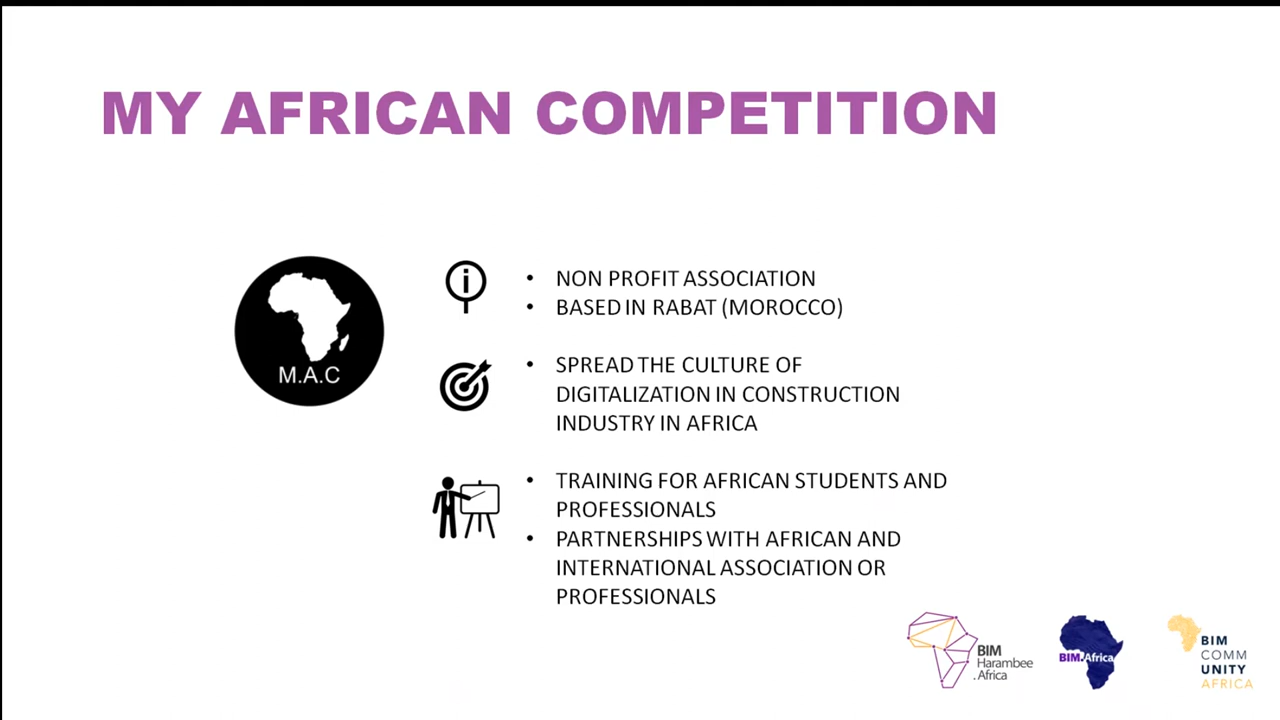 MY AFRICAN COMPETITION
M.A.C
i
• NON PROFIT ASSOCIATION
• BASED IN RABAT (MOROCCO)
• SPREAD THE CULTURE OF
DIGITALIZATION IN CONSTRUCTION
INDUSTRY IN AFRICA
• TRAINING FOR AFRICAN STUDENTS AND
PROFESSIONALS
• PARTNERSHIPS WITH AFRICAN AND
INTERNATIONAL ASSOCIATION OR
PROFESSIONALS
BIM
Harambee
.Africa
BIM.Africa
BIM
COMM
UNITY
AFRICA